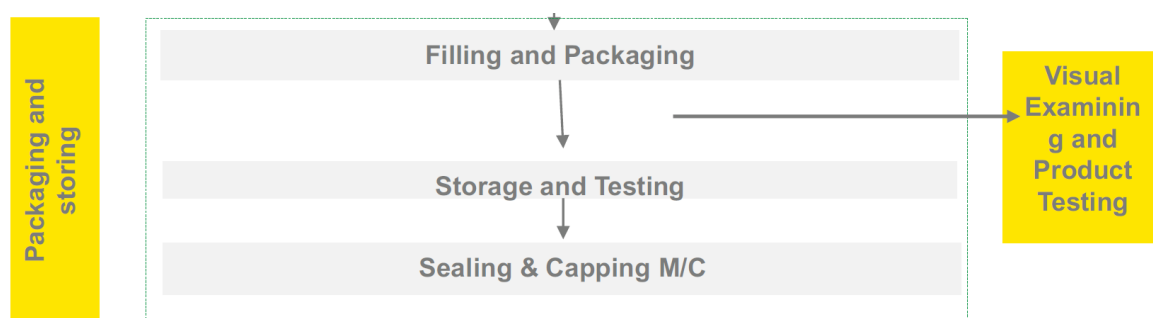 Packaging and
storing
Filling and Packaging
Storage and Testing
Sealing & Capping M/C
Visual
Examinin
g and
Product
Testing